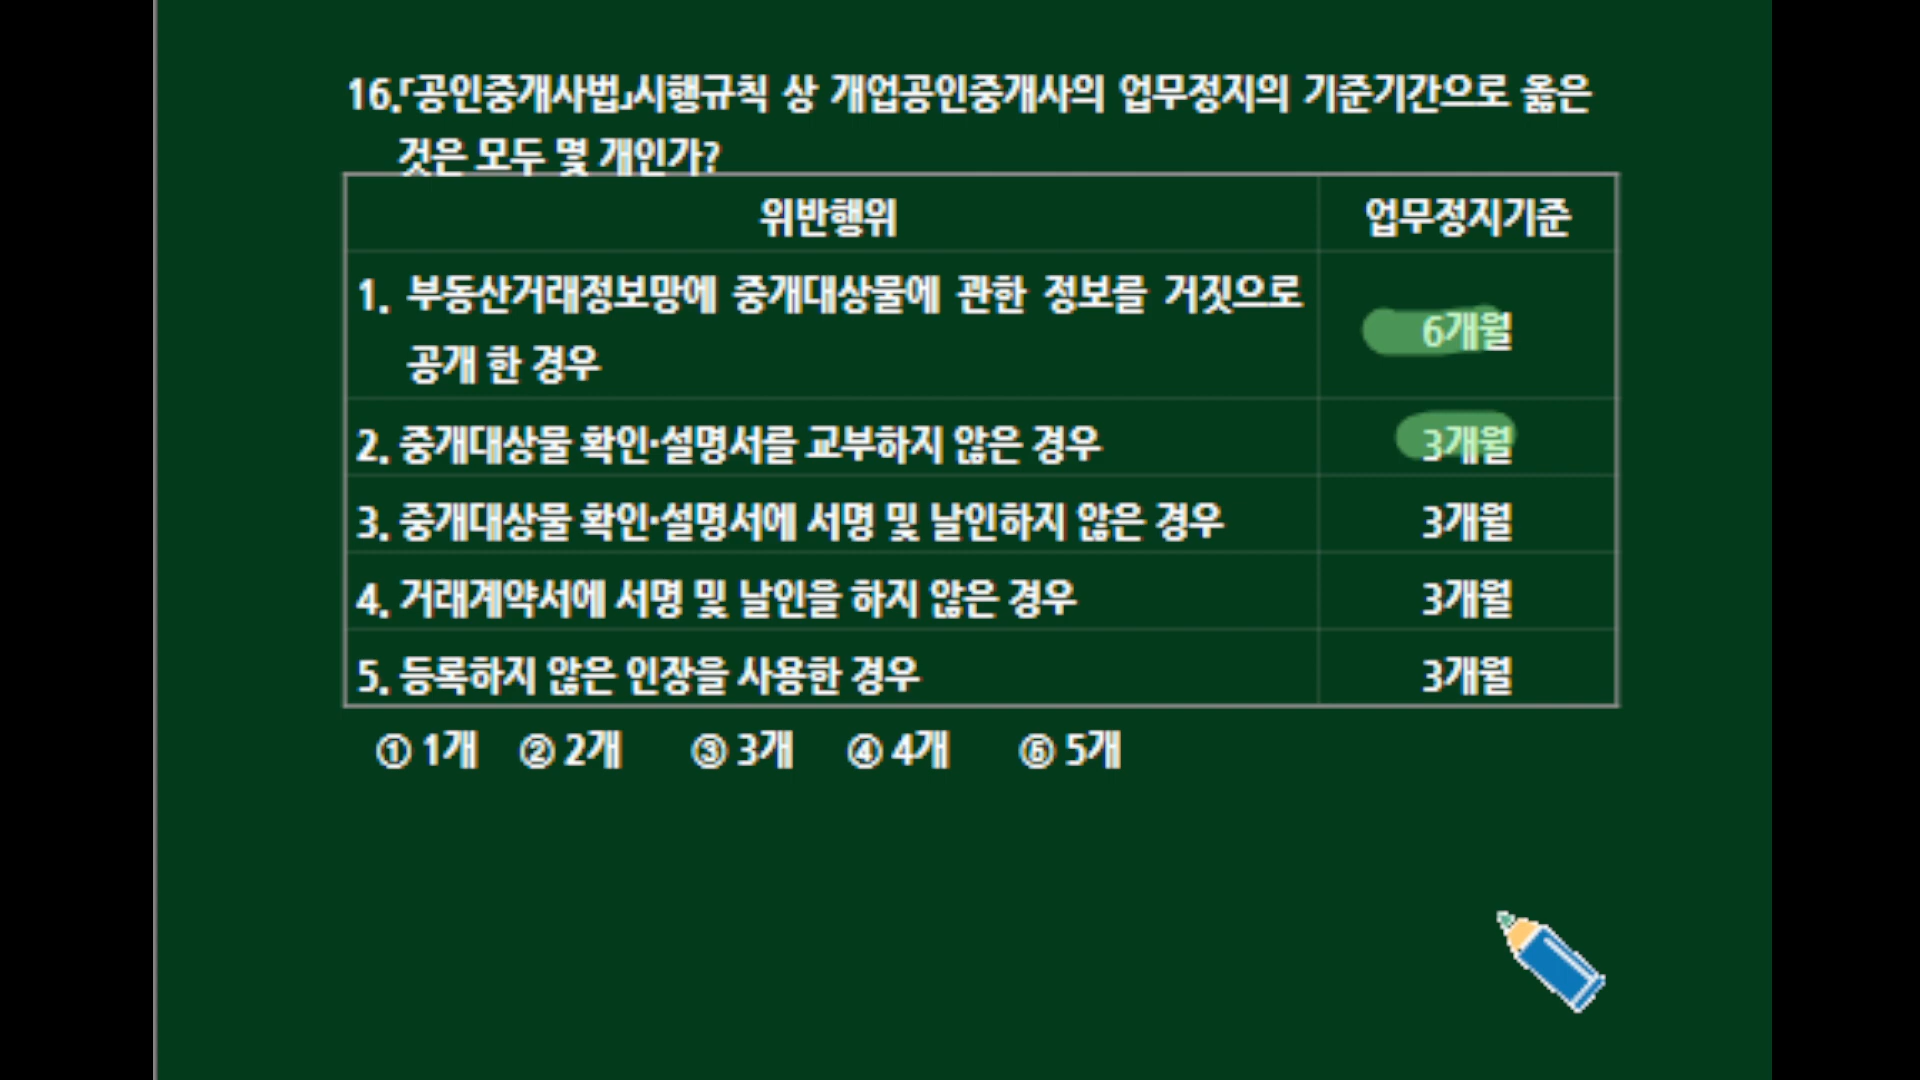 16.「공인중개사법」시행규칙 상 개업공인중개사의 업무정지의 기준기간으로 옳은
것은 모두 몇 개인가?
위반행위 업무정지기준
1. 부동산거래정보망에 중개대상물에 관한 정보를 거짓으로
공개 한 경우
6개월
2. 중개대상물 확인·설명서를 교부하지 않은 경우 3개월
3. 중개대상물 확인·설명서에 서명 및 날인하지 않은 경우 3개월
4. 거래계약서에 서명 및 날인을 하지 않은 경우 3개월
5. 등록하지 않은 인장을 사용한 경우 3개월
① 1개 ② 2개 ③ 3개 ④ 4개 ⑤ 5개